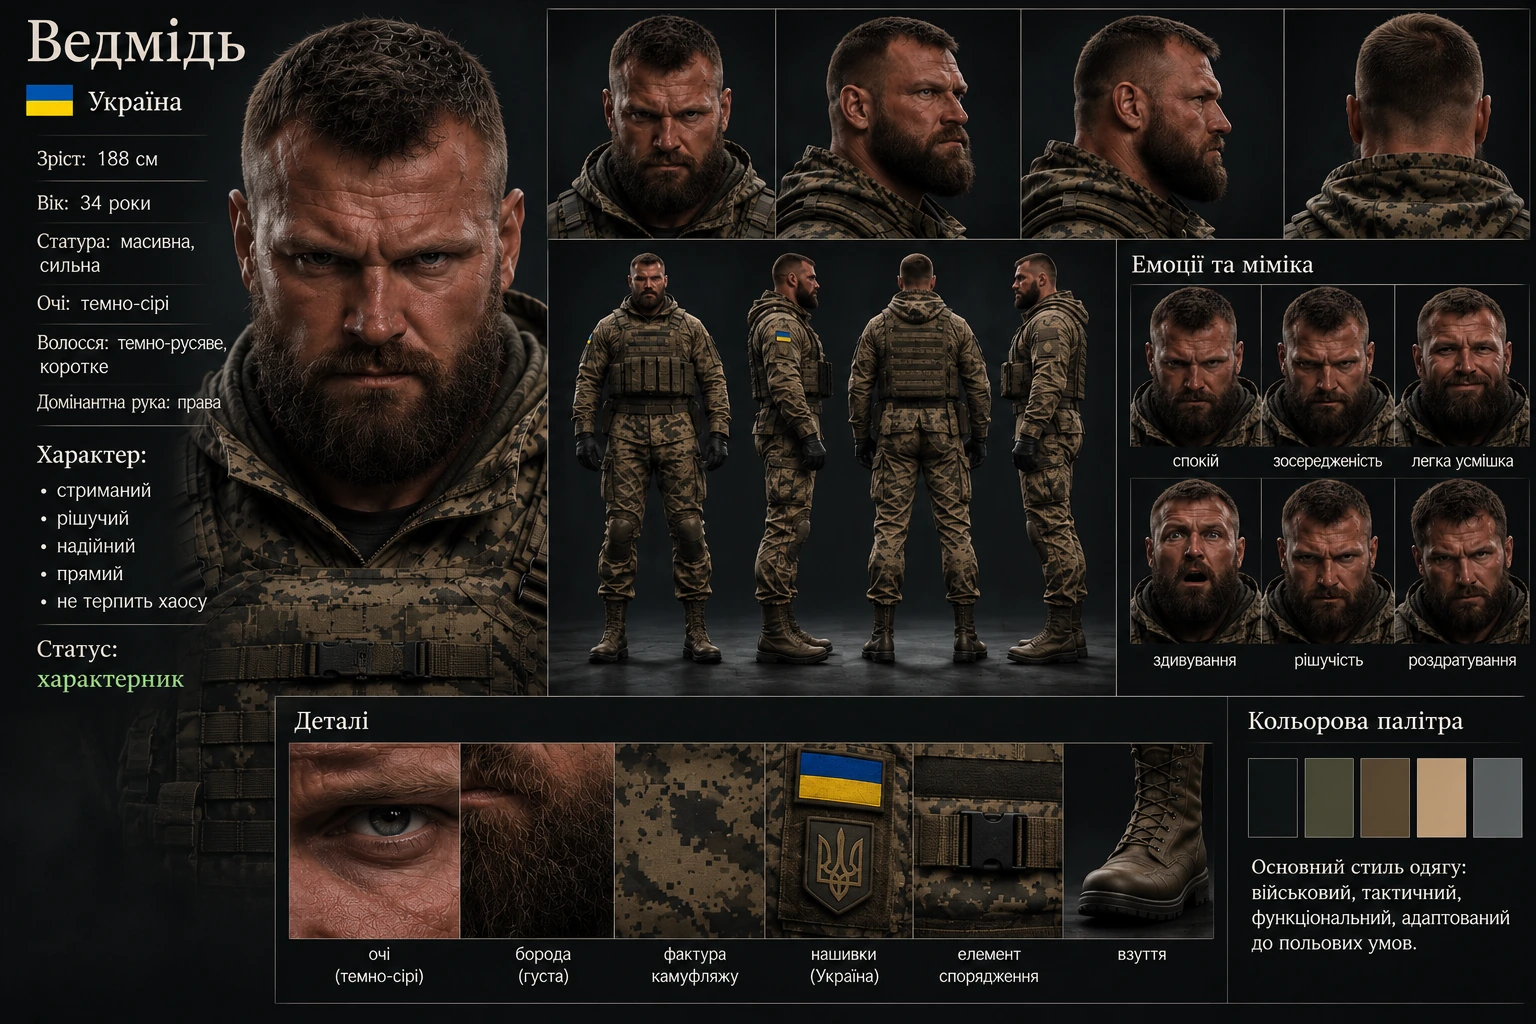 Ведмідь
Україна
Зріст: 188 см
Вік: 34 роки
Статура: масивна,
сильна
Очі: темно-сірі
Волосся: темно-русяве,
коротке
Домінантна рука: права
Характер:
• стриманий
• рішучий
• надійний
• прямий
• не терпить хаосу
Статус:
характерник
Емоції та міміка
спокій
зосередженість
легка усмішка
здивування
рішучість
роздратування
Деталі
очі
(темно-сірі)
борода
(густа)
фактура
камуфляжу
нашивки
(Україна)
елемент
спорядження
взуття
Кольорова палітра
Основний стиль одягу:
військовий, тактичний,
функціональний, адаптований
до польових умов.